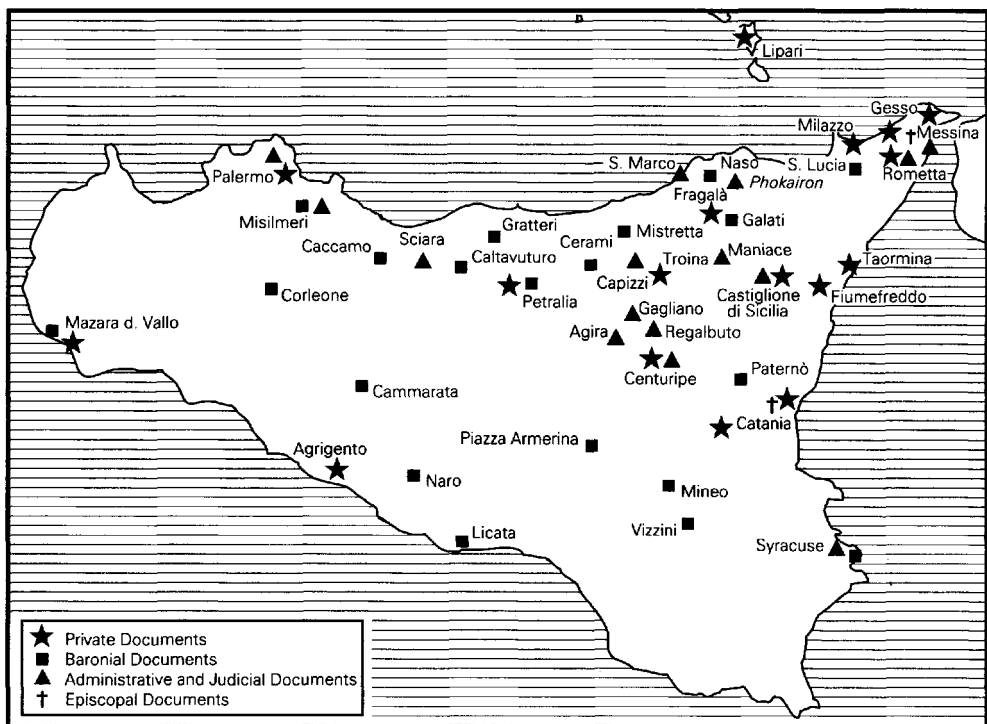 Lipari
Gesso
Milazzo
Messina
S. Marco
Naso
S. Lucia
Rometta
Palermo
Phokairon
Fragalà
Misilmeri
Galati
Gratteri
Sciara
Cerami
Mistretta
Caccamo
Caltavuturo
Troina
Maniace
Taormina
Corleone
Petralia
Capizzi
Castiglione
di Sicilia
Fiumefreddo
Gagliano
Mazara d. Vallo
Agira
Regalbuto
Centuripe
Paternò
Cammarata
Catania
Piazza Armerina
Agrigento
Naro
Mineo
Licata
Vizzini
Syracuse
Private Documents
Baronial Documents
Administrative and Judicial Documents
Episcopal Documents